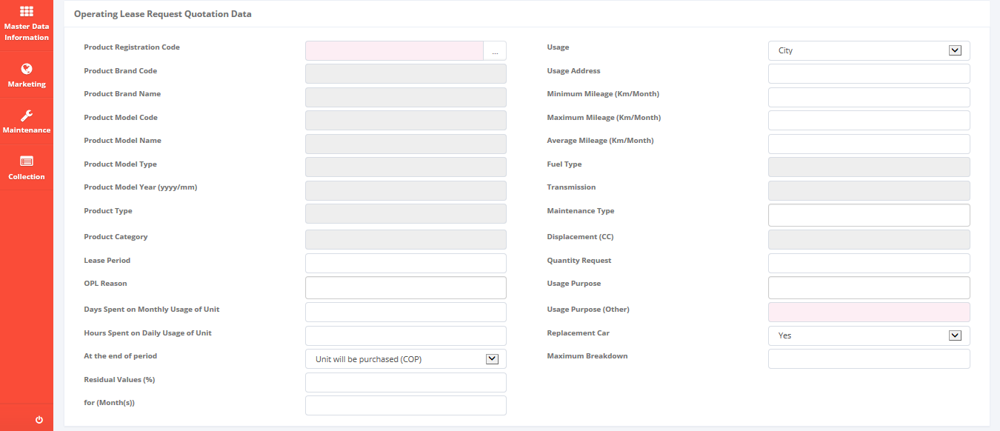 Master Data
Information
Marketing
Maintenance
Collection
Operating Lease Request Quotation Data
Product Registration Code
...
Product Brand Code
Product Brand Name
Product Model Code
Product Model Name
Product Model Type
Product Model Year (yyyy/mm)
Product Type
Product Category
Lease Period
OPL Reason
Days Spent on Monthly Usage of Unit
Hours Spent on Daily Usage of Unit
At the end of period
Unit will be purchased (COP)
Residual Values (%)
for (Month(s))
Usage
City
Usage Address
Minimum Mileage (Km/Month)
Maximum Mileage (Km/Month)
Average Mileage (Km/Month)
Fuel Type
Transmission
Maintenance Type
Displacement (CC)
Quantity Request
Usage Purpose
Usage Purpose (Other)
Replacement Car
Yes
Maximum Breakdown